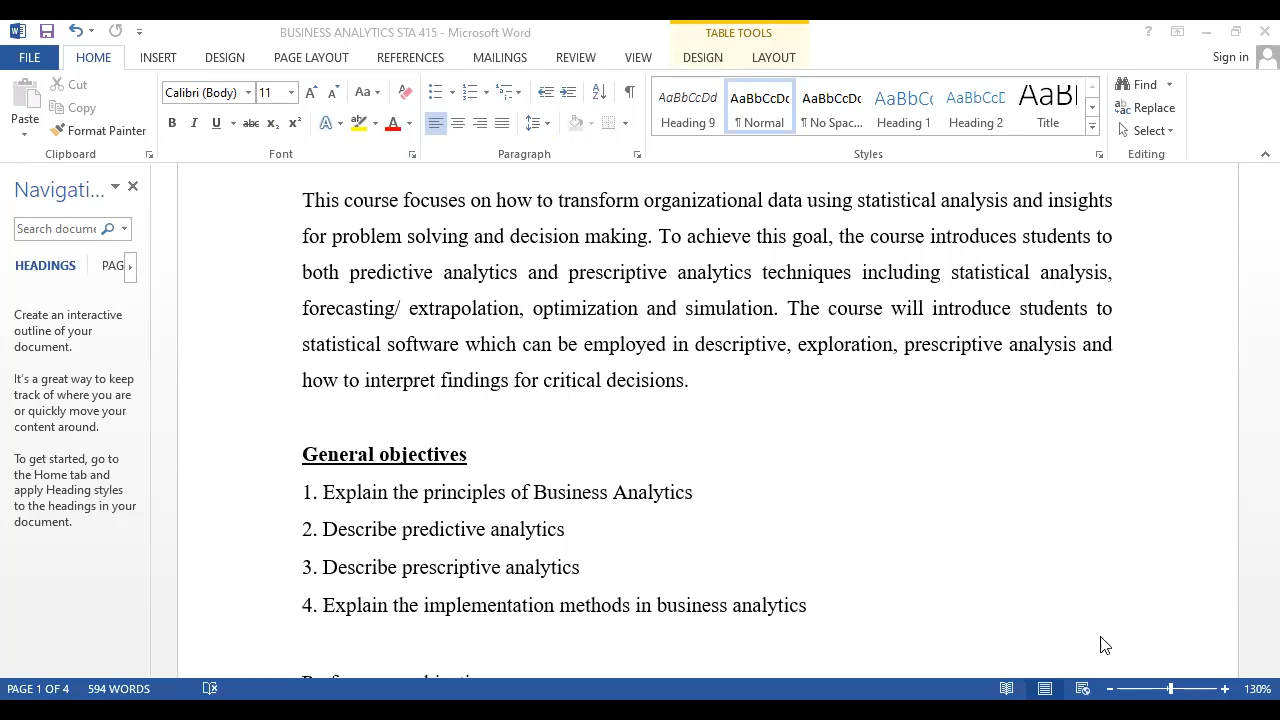 BUSINESS ANALYTICS STA 415 - Microsoft Word
TABLE TOOLS
?
FILE HOME INSERT DESIGN PAGE LAYOUT REFERENCES MAILINGS REVIEW VIEW DESIGN LAYOUT Sign in
Paste
Cut
Copy
Format Painter
Clipboard
Calibri (Body) 11
Font
Paragraph
AaBbCcDd AaBbCcDc AaBbCcDc AaBbCc AaBbCcD AaBI
Heading 9 ¶ Normal ¶ No Spac... Heading 1 Heading 2 Title
Styles
Find
Replace
Select
Editing
Navigati...
Search docume
HEADINGS PAG
Create an interactive
outline of your
document.
It's a great way to keep
track of where you are
or quickly move your
content around.
To get started, go to
the Home tab and
apply Heading styles
to the headings in your
document.
This course focuses on how to transform organizational data using statistical analysis and insights
for problem solving and decision making. To achieve this goal, the course introduces students to
both predictive analytics and prescriptive analytics techniques including statistical analysis,
forecasting/ extrapolation, optimization and simulation. The course will introduce students to
statistical software which can be employed in descriptive, exploration, prescriptive analysis and
how to interpret findings for critical decisions.
General objectives
1. Explain the principles of Business Analytics
2. Describe predictive analytics
3. Describe prescriptive analytics
4. Explain the implementation methods in business analytics
PAGE 1 OF 4 594 WORDS 130%